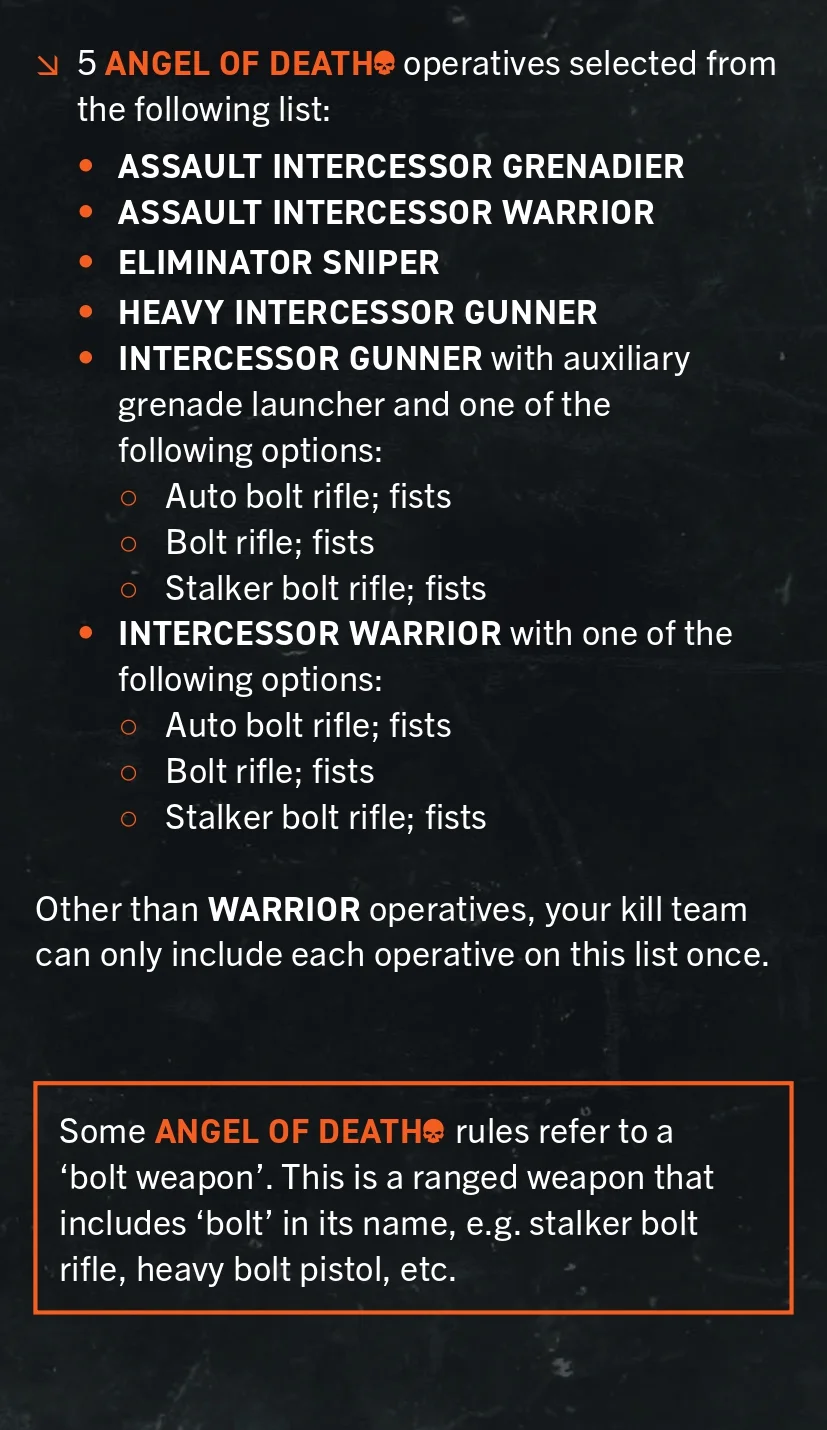 5 ANGEL OF DEATH operatives selected from
the following list:
ASSAULT INTERCESSOR GRENADIER
ASSAULT INTERCESSOR WARRIOR
ELIMINATOR SNIPER
HEAVY INTERCESSOR GUNNER
INTERCESSOR GUNNER with auxiliary
grenade launcher and one of the
following options:
Auto bolt rifle; fists
Bolt rifle; fists
Stalker bolt rifle; fists
INTERCESSOR WARRIOR with one of the
following options:
Auto bolt rifle; fists
Bolt rifle; fists
Stalker bolt rifle; fists
Other than WARRIOR operatives, your kill team
can only include each operative on this list once.
Some ANGEL OF DEATH rules refer to a
‘bolt weapon’. This is a ranged weapon that
includes ‘bolt’ in its name, e.g. stalker bolt
rifle, heavy bolt pistol, etc.